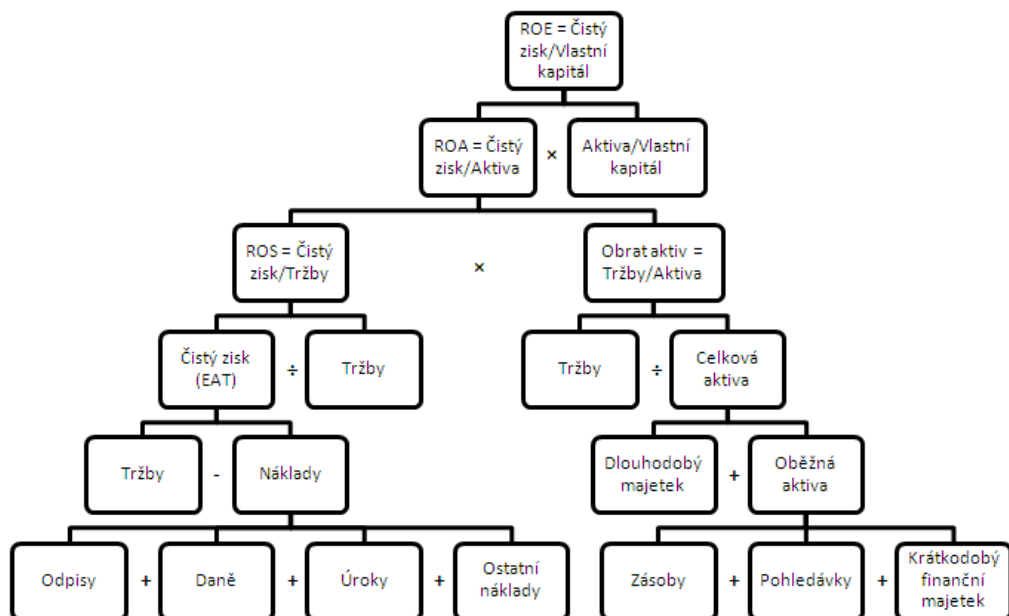 ROE = Čistý
zisk/Vlastní
kapitál
ROA = Čistý
zisk/Aktiva
×
Aktiva/Vlastní
kapitál
ROS = Čistý
zisk/Tržby
×
Obrat aktiv =
Tržby/Aktiva
Čistý zisk
(EAT)
÷
Tržby
Tržby
÷
Celková
aktiva
Tržby
-
Náklady
Dlouhodobý
majetek
+
Oběžná
aktiva
Odpisy
+
Daně
+
Úroky
+
Ostatní
náklady
Zásoby
+
Pohledávky
+
Krátkodobý
finanční
majetek